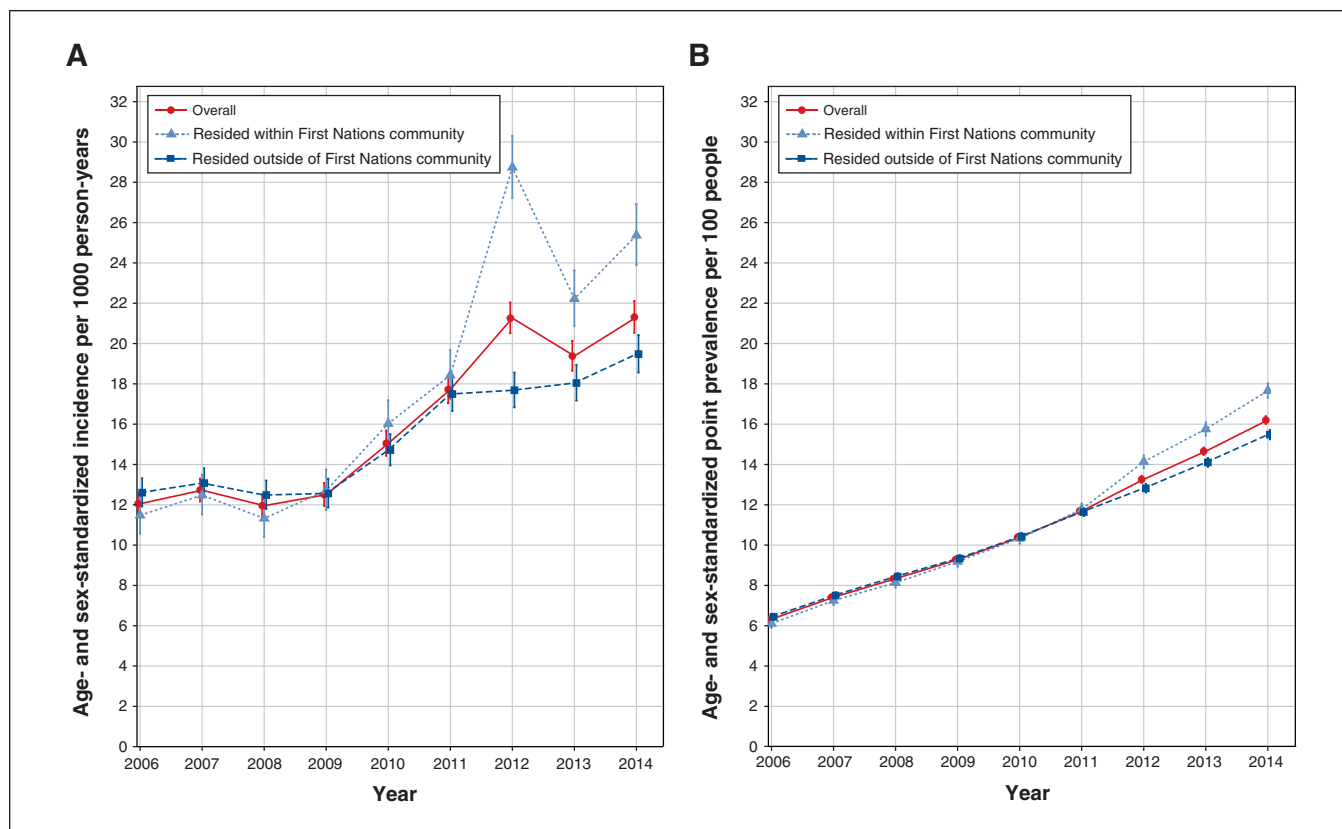 A
Age- and sex-standardized incidence per 1000 person-years
32
30
28
26
24
22
20
18
16
14
12
10
8
6
4
2
0
Overall
Resided within First Nations community
Resided outside of First Nations community
2006 2007 2008 2009 2010 2011 2012 2013 2014
Year
B
Age- and sex-standardized point prevalence per 100 people
32
30
28
26
24
22
20
18
16
14
12
10
8
6
4
2
0
Overall
Resided within First Nations community
Resided outside of First Nations community
2006 2007 2008 2009 2010 2011 2012 2013 2014
Year